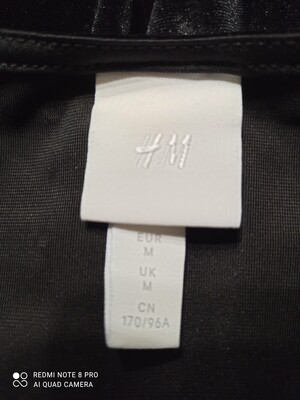 H&M
EUR
M
UK
M
CN
170/96A
REDMI NOTE 8 PRO
AI QUAD CAMERA